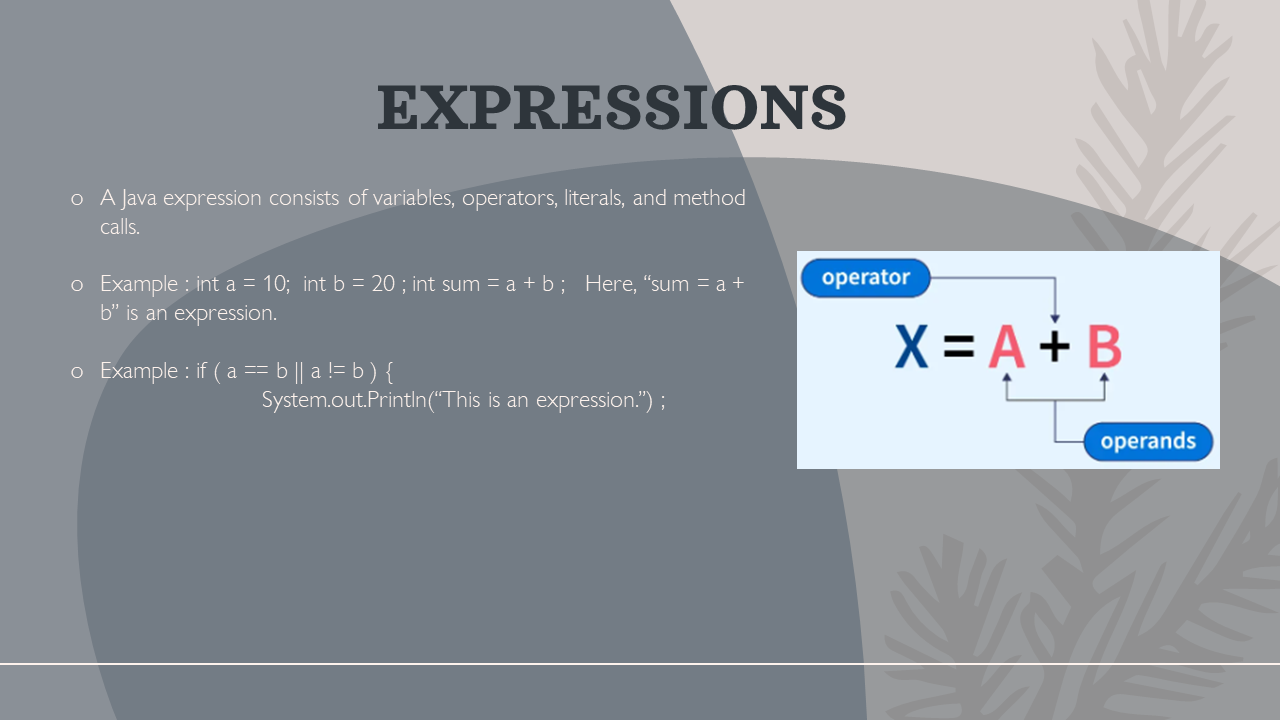 EXPRESSIONS
o A Java expression consists of variables, operators, literals, and method
calls.
o Example : int a = 10;  int b = 20 ; int sum = a + b ;   Here, “sum = a +
b” is an expression.
o Example : if ( a == b || a != b ) {
System.out.Println(“This is an expression.”) ;
operator
X = A + B
operands